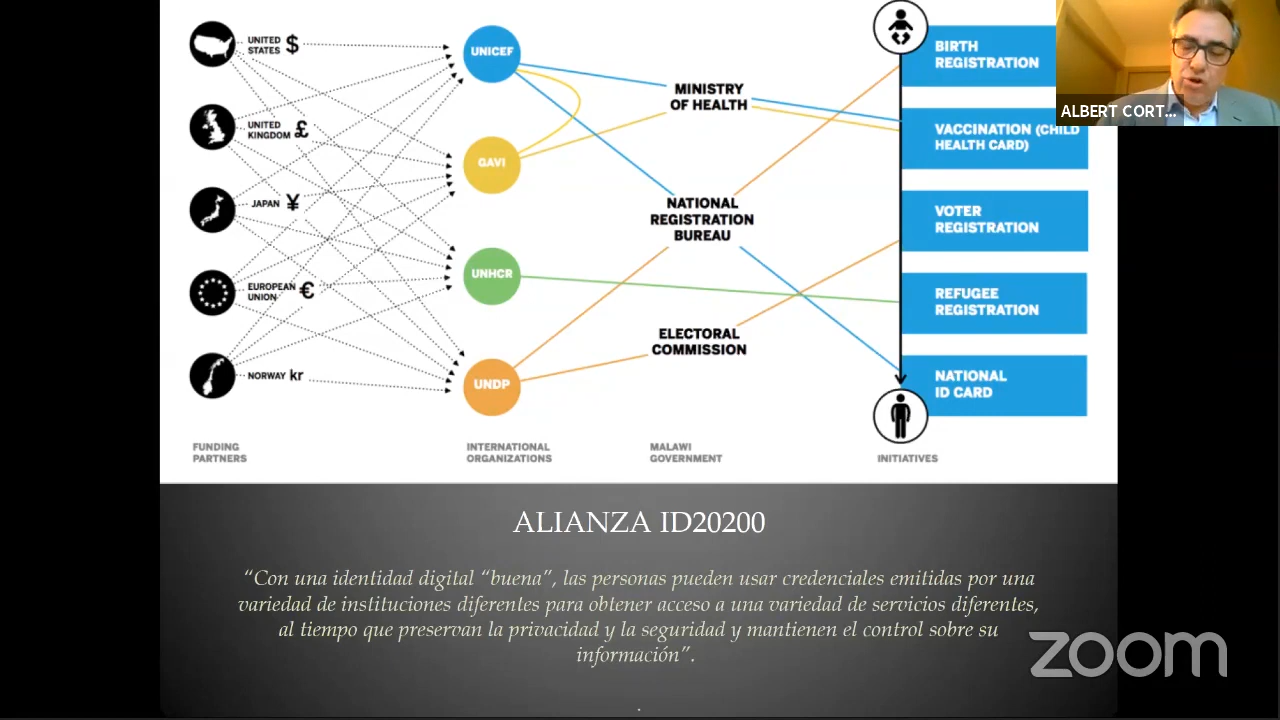 UNITED
STATES $
UNITED
KINGDOM £
JAPAN ¥
EUROPEAN
UNION €
NORWAY kr
FUNDING
PARTNERS
UNICEF
GAVI
UNHCR
UNDP
INTERNATIONAL
ORGANIZATIONS
MINISTRY
OF HEALTH
NATIONAL
REGISTRATION
BUREAU
ELECTORAL
COMMISSION
MALAWI
GOVERNMENT
BIRTH
REGISTRATION
VACCINATION (CHILD
HEALTH CARD)
VOTER
REGISTRATION
REFUGEE
REGISTRATION
NATIONAL
ID CARD
INITIATIVES
ALBERT CORT...
ALIANZA ID20200
“Con una identidad digital “buena”, las personas pueden usar credenciales emitidas por una
variedad de instituciones diferentes para obtener acceso a una variedad de servicios diferentes,
al tiempo que preservan la privacidad y la seguridad y mantienen el control sobre su
información”.
.
zoom